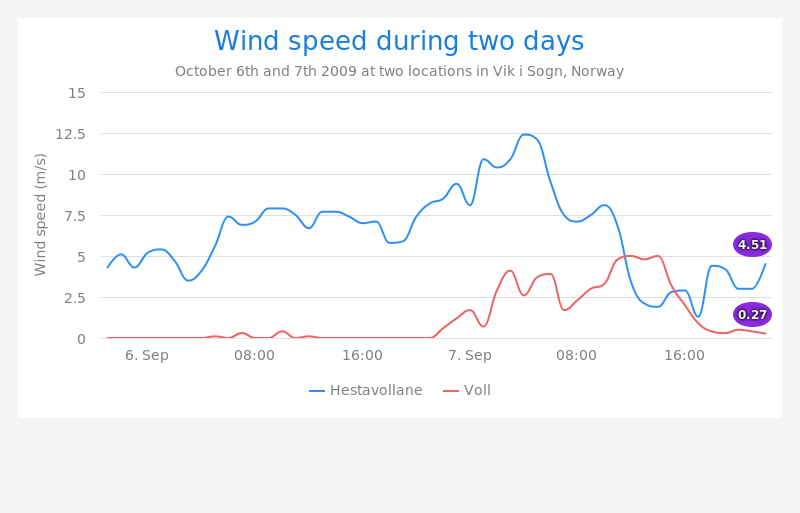 Wind speed during two days
October 6th and 7th 2009 at two locations in Vik i Sogn, Norway
Wind speed (m/s)
15
12.5
10
7.5
5
2.5
0
4.51
0.27
6. Sep 08:00 16:00 7. Sep 08:00 16:00
Hestavollane Voll